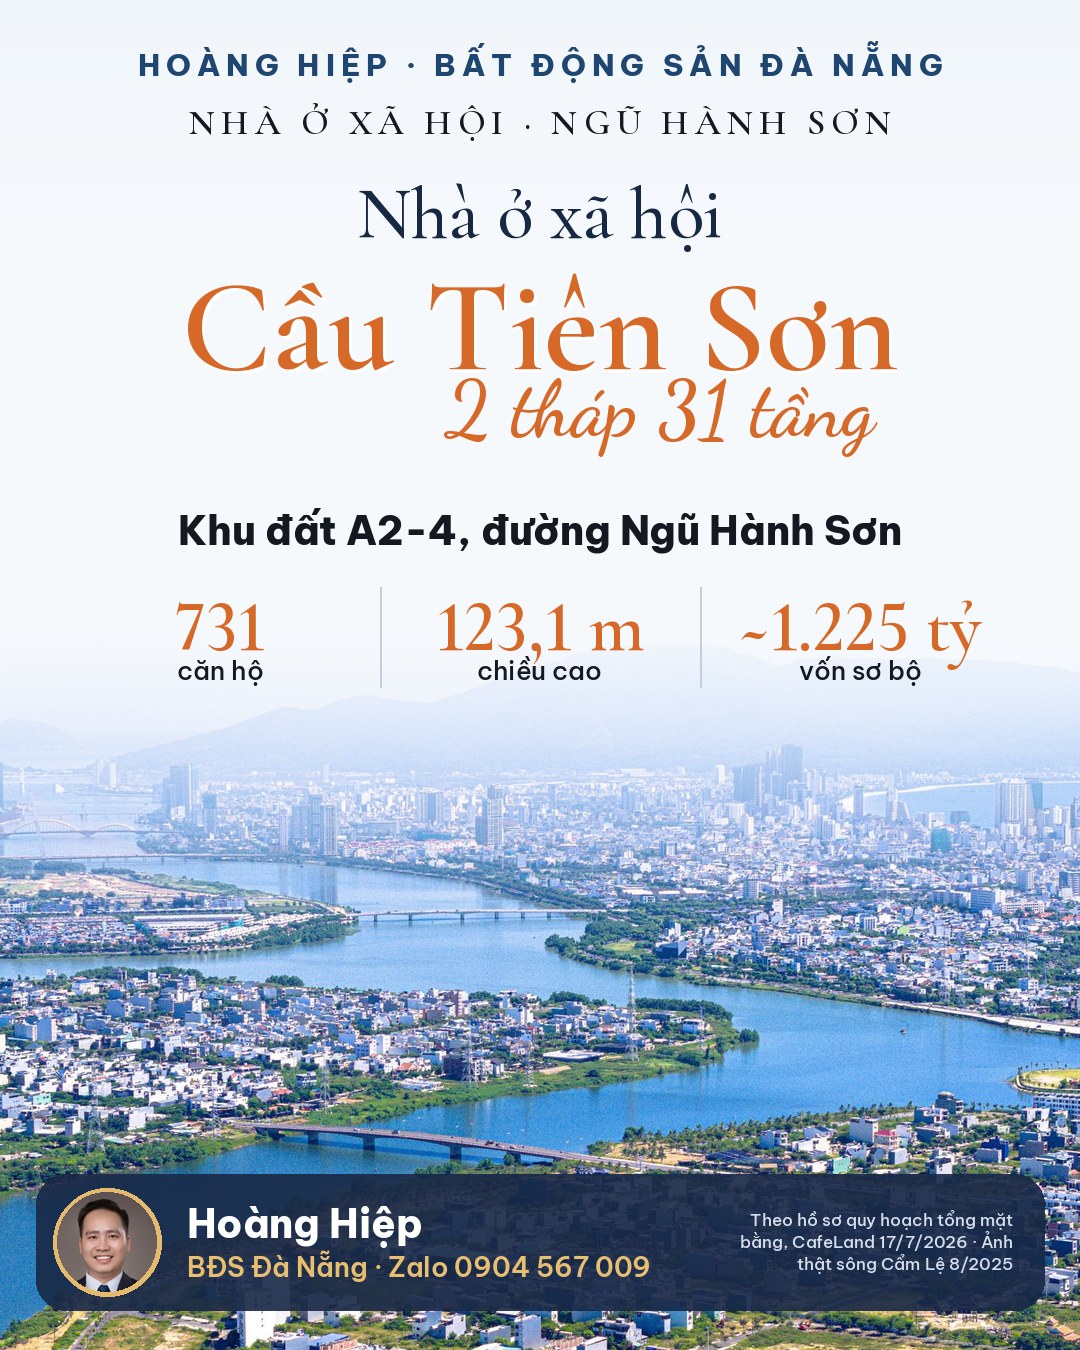 HOÀNG HIỆP · BẤT ĐỘNG SẢN ĐÀ NẴNG
NHÀ Ở XÃ HỘI · NGŨ HÀNH SƠN
Nhà ở xã hội
Cầu Tiên Sơn
2 tháp 31 tầng
Khu đất A2-4, đường Ngũ Hành Sơn
731
căn hộ
123,1 m
chiều cao
~1.225 tỷ
vốn sơ bộ
Hoàng Hiệp
BĐS Đà Nẵng · Zalo 0904 567 009
Theo hồ sơ quy hoạch tổng mặt
bằng, CafeLand 17/7/2026 · Ảnh
thật sông Cẩm Lệ 8/2025